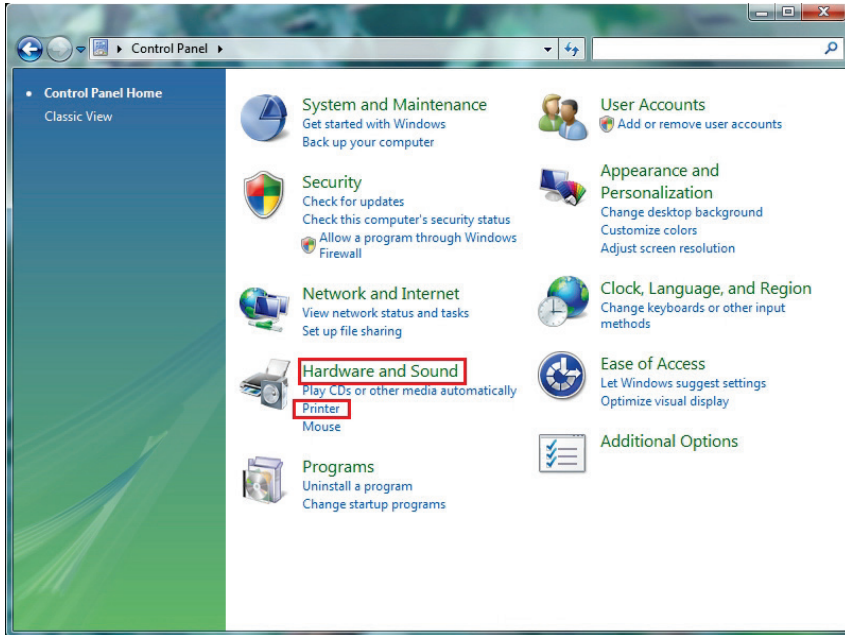 Control Panel
Control Panel Home
Classic View
System and Maintenance
Get started with Windows
Back up your computer
Security
Check for updates
Check this computer's security status
Allow a program through Windows
Firewall
Network and Internet
View network status and tasks
Set up file sharing
Hardware and Sound
Play CDs or other media automatically
Printer
Mouse
Programs
Uninstall a program
Change startup programs
User Accounts
Add or remove user accounts
Appearance and
Personalization
Change desktop background
Customize colors
Adjust screen resolution
Clock, Language, and Region
Change keyboards or other input
methods
Ease of Access
Let Windows suggest settings
Optimize visual display
Additional Options